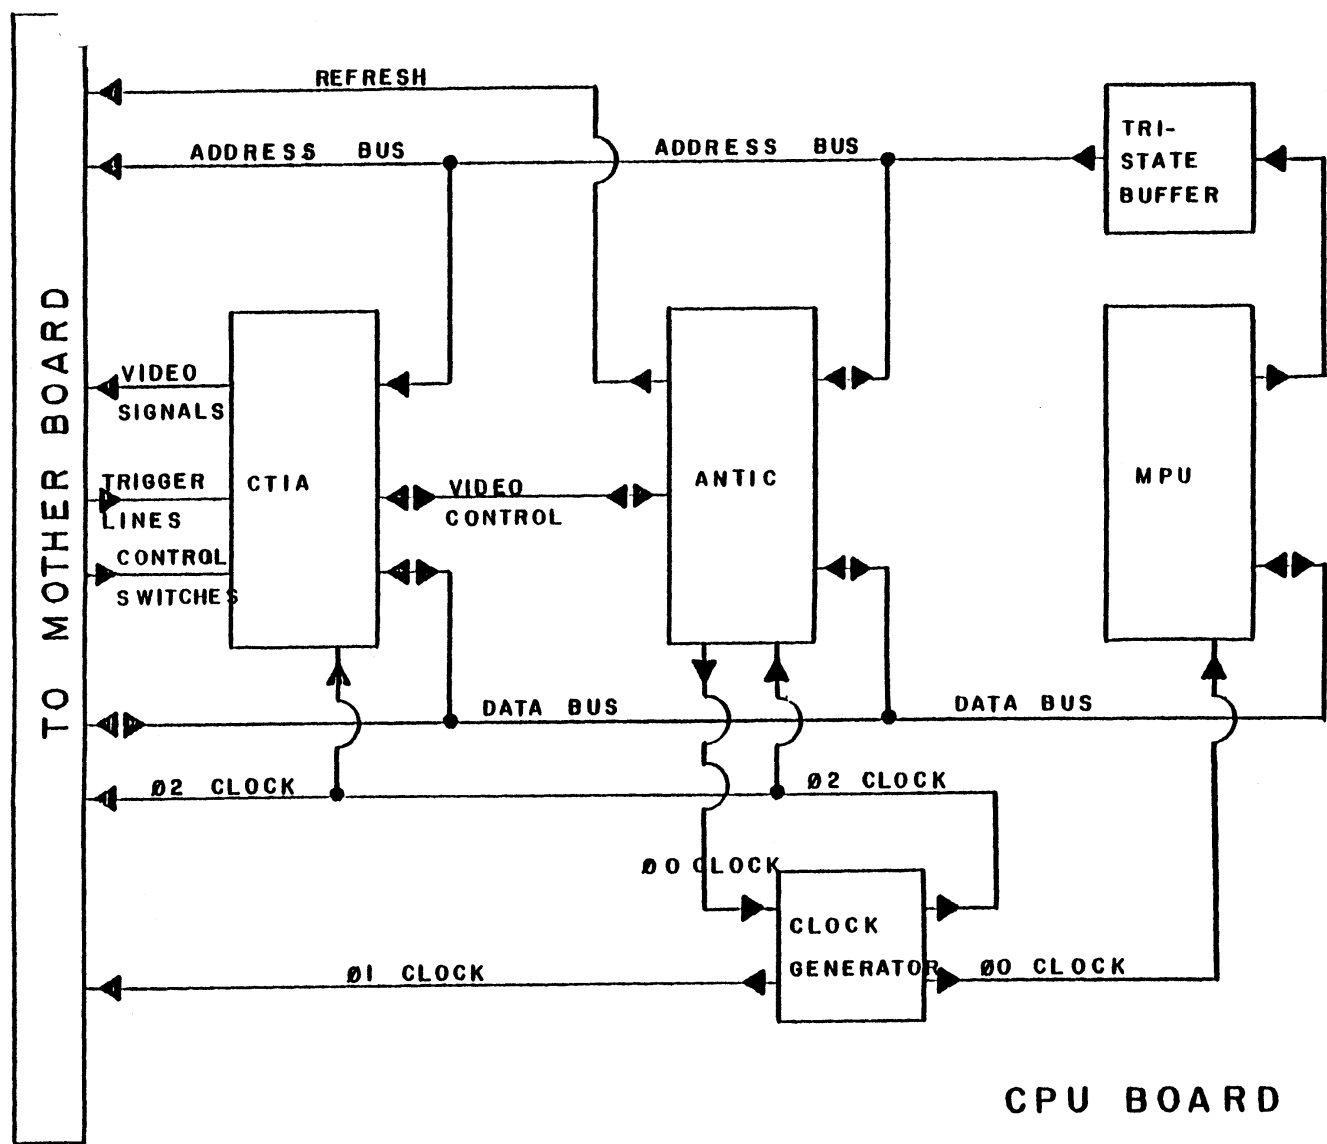 REFRESH
ADDRESS BUS
ADDRESS BUS
TRI-
STATE
BUFFER
TO MOTHER BOARD
VIDEO
SIGNALS
TRIGGER
LINES
CONTROL
SWITCHES
CTIA
VIDEO
CONTROL
ANTIC
MPU
DATA BUS
DATA BUS
Ø2 CLOCK
Ø2 CLOCK
Ø0 CLOCK
CLOCK
GENERATOR
Ø1 CLOCK
Ø0 CLOCK
CPU BOARD